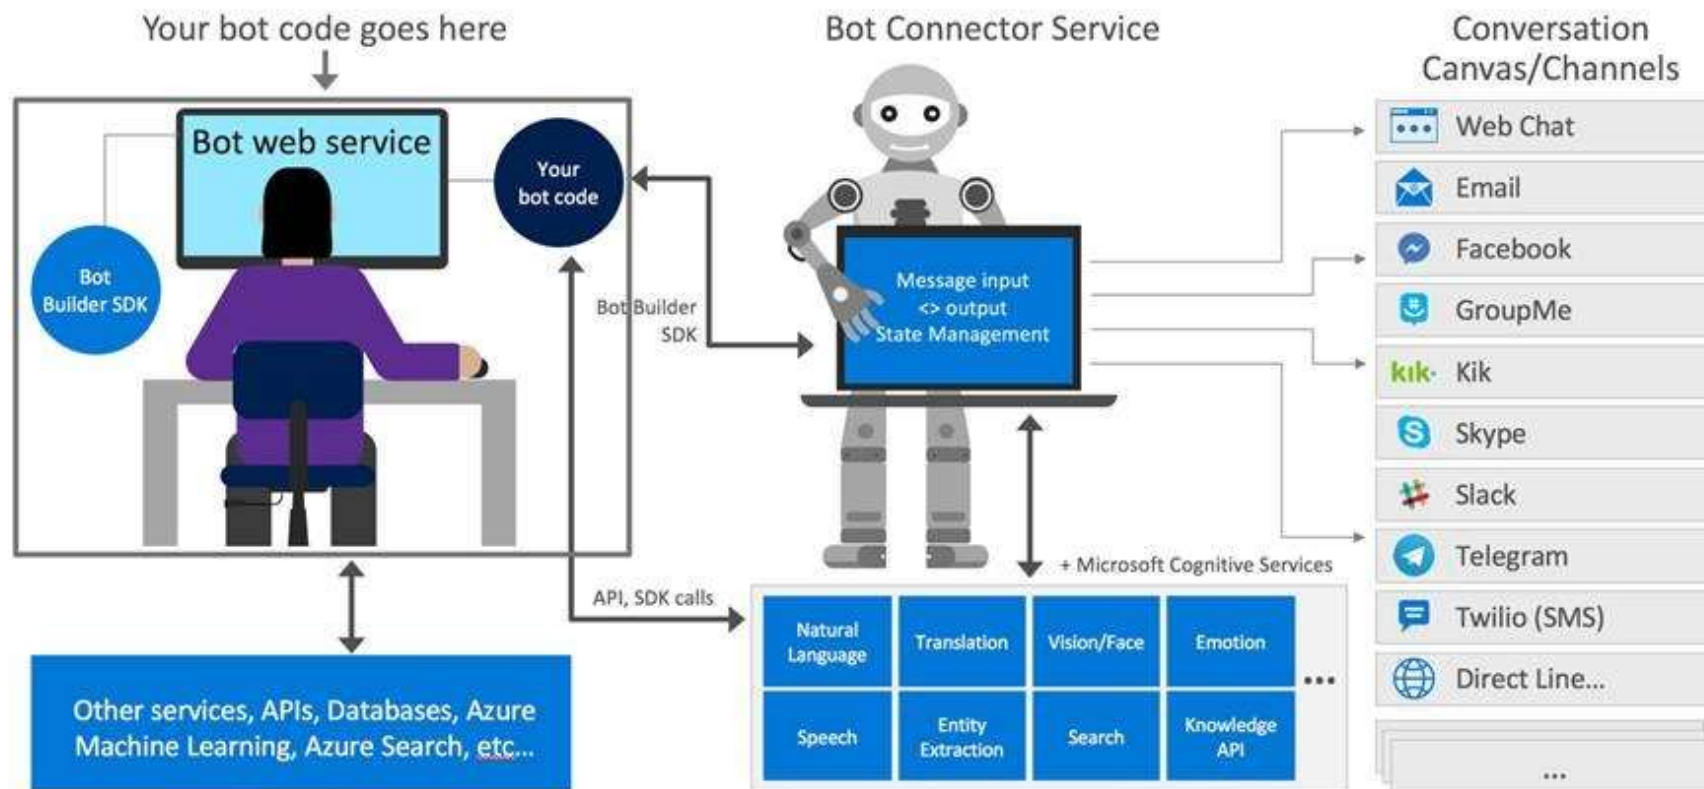 Your bot code goes here
Bot web service
Your
bot code
Bot
Builder SDK
Bot Builder
SDK
API, SDK calls
Other services, APIs, Databases, Azure
Machine Learning, Azure Search, etc...
Bot Connector Service
Message input
<> output
State Management
+ Microsoft Cognitive Services
Natural
Language
Translation
Vision/Face
Emotion
Speech
Entity
Extraction
Search
Knowledge
API
...
Conversation
Canvas/Channels
Web Chat
Email
Facebook
GroupMe
kik. Kik
Skype
Slack
Telegram
Twilio (SMS)
Direct Line...
...